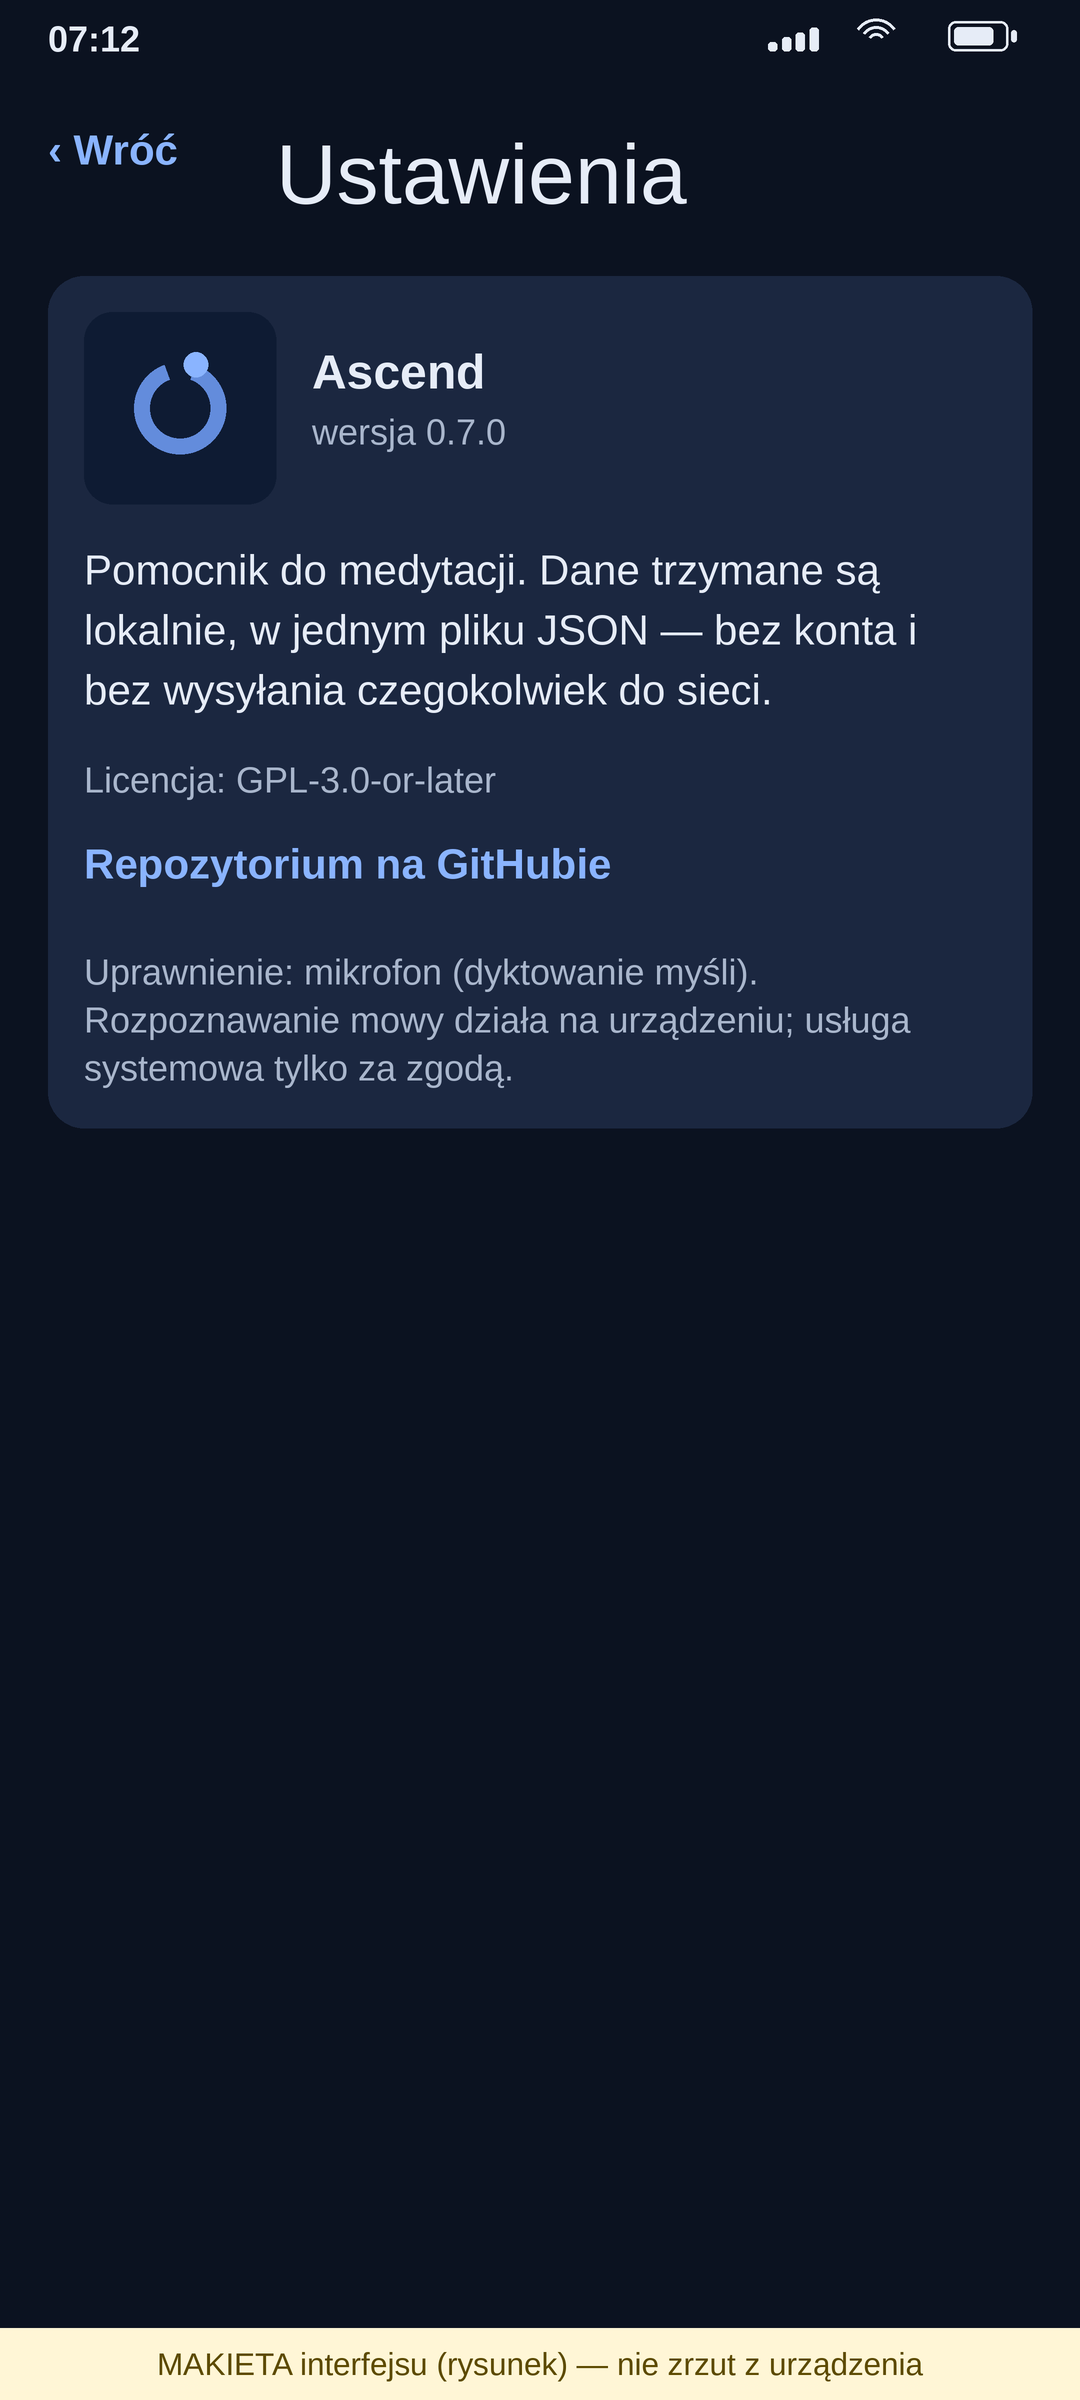 07:12
‹ Wróć
Ustawienia
Ascend
wersja 0.7.0
Pomocnik do medytacji. Dane trzymane są
lokalnie, w jednym pliku JSON — bez konta i
bez wysyłania czegokolwiek do sieci.
Licencja: GPL-3.0-or-later
Repozytorium na GitHubie
Uprawnienie: mikrofon (dyktowanie myśli).
Rozpoznawanie mowy działa na urządzeniu; usługa
systemowa tylko za zgodą.
MAKIETA interfejsu (rysunek) — nie zrzut z urządzenia